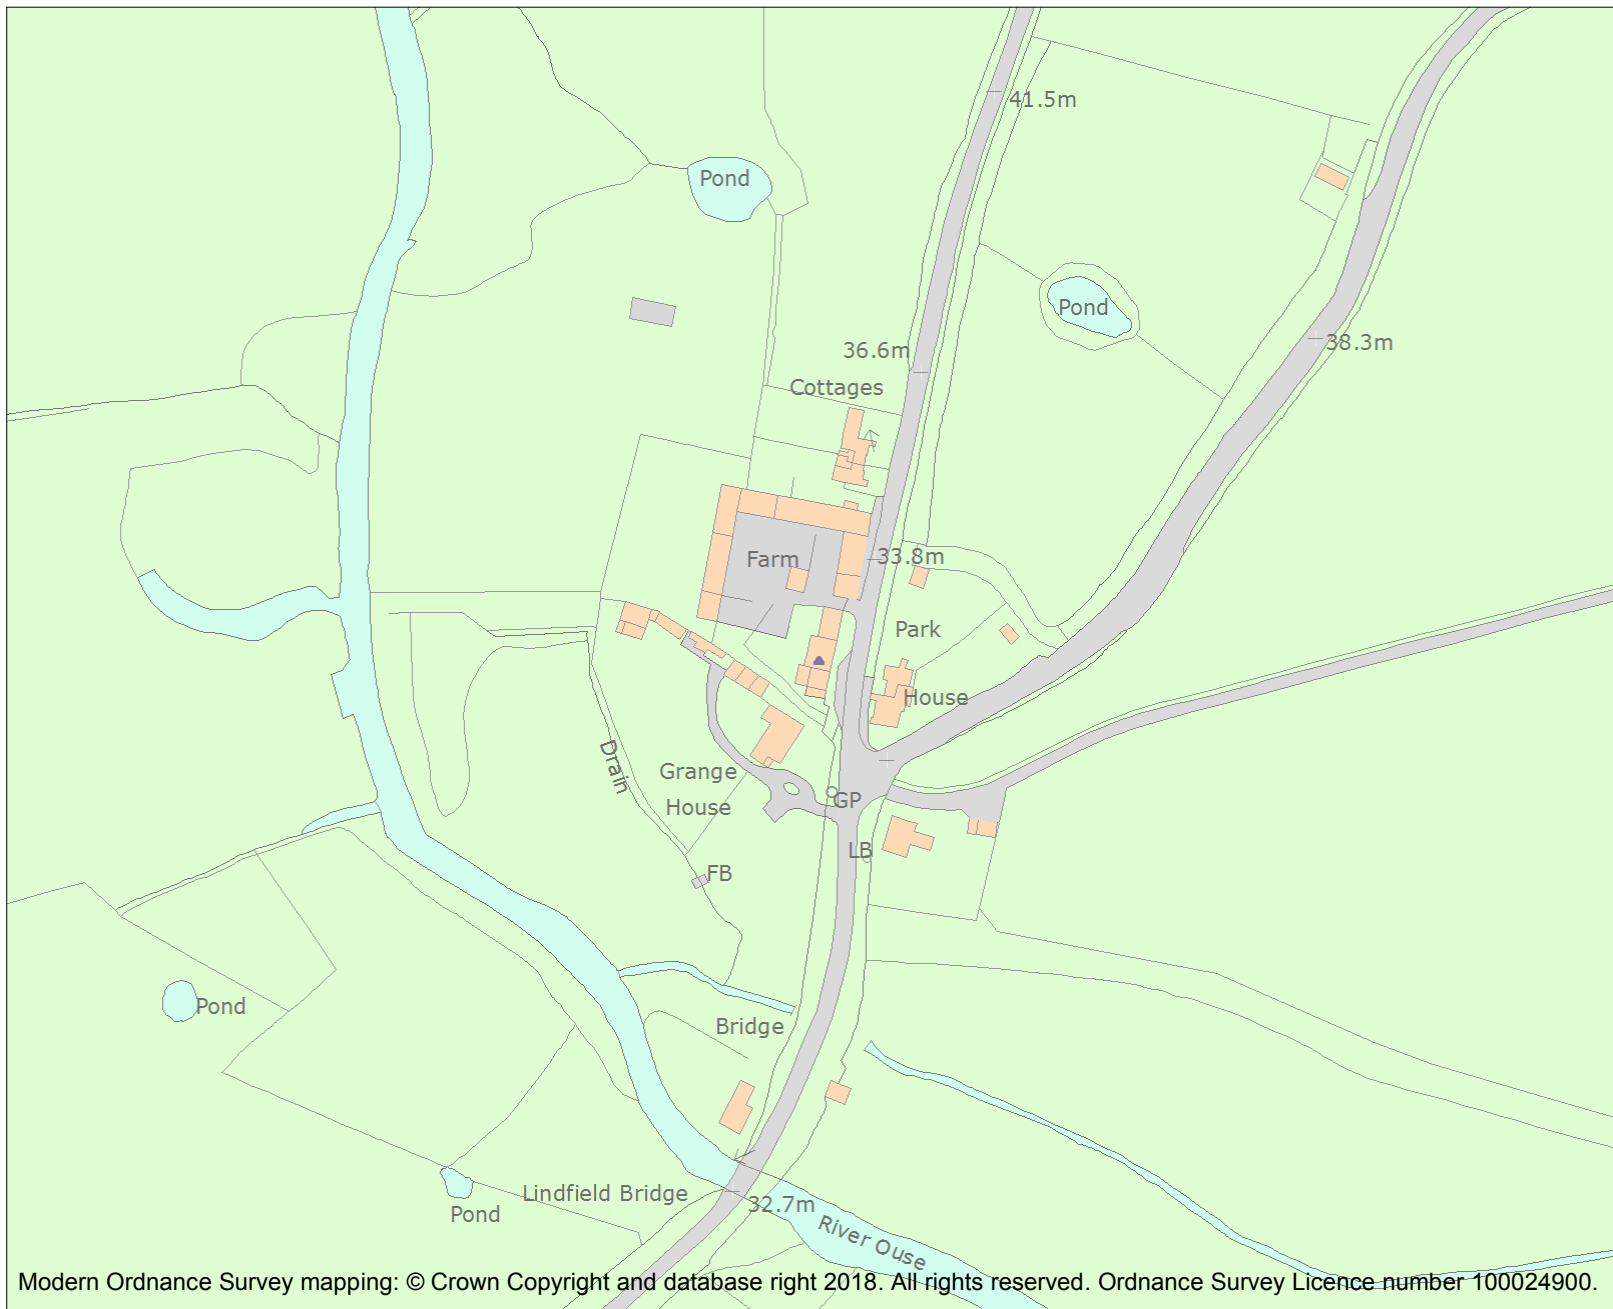 41.5m
Pond
Pond
38.3m
36.6m
Cottages
Farm
33.8m
Park
House
Drain
Grange
House
GP
LB
FB
Pond
Bridge
Lindfield Bridge
32.7m
Pond
River Ouse
Modern Ordnance Survey mapping: © Crown Copyright and database right 2018. All rights reserved. Ordnance Survey Licence number 100024900.